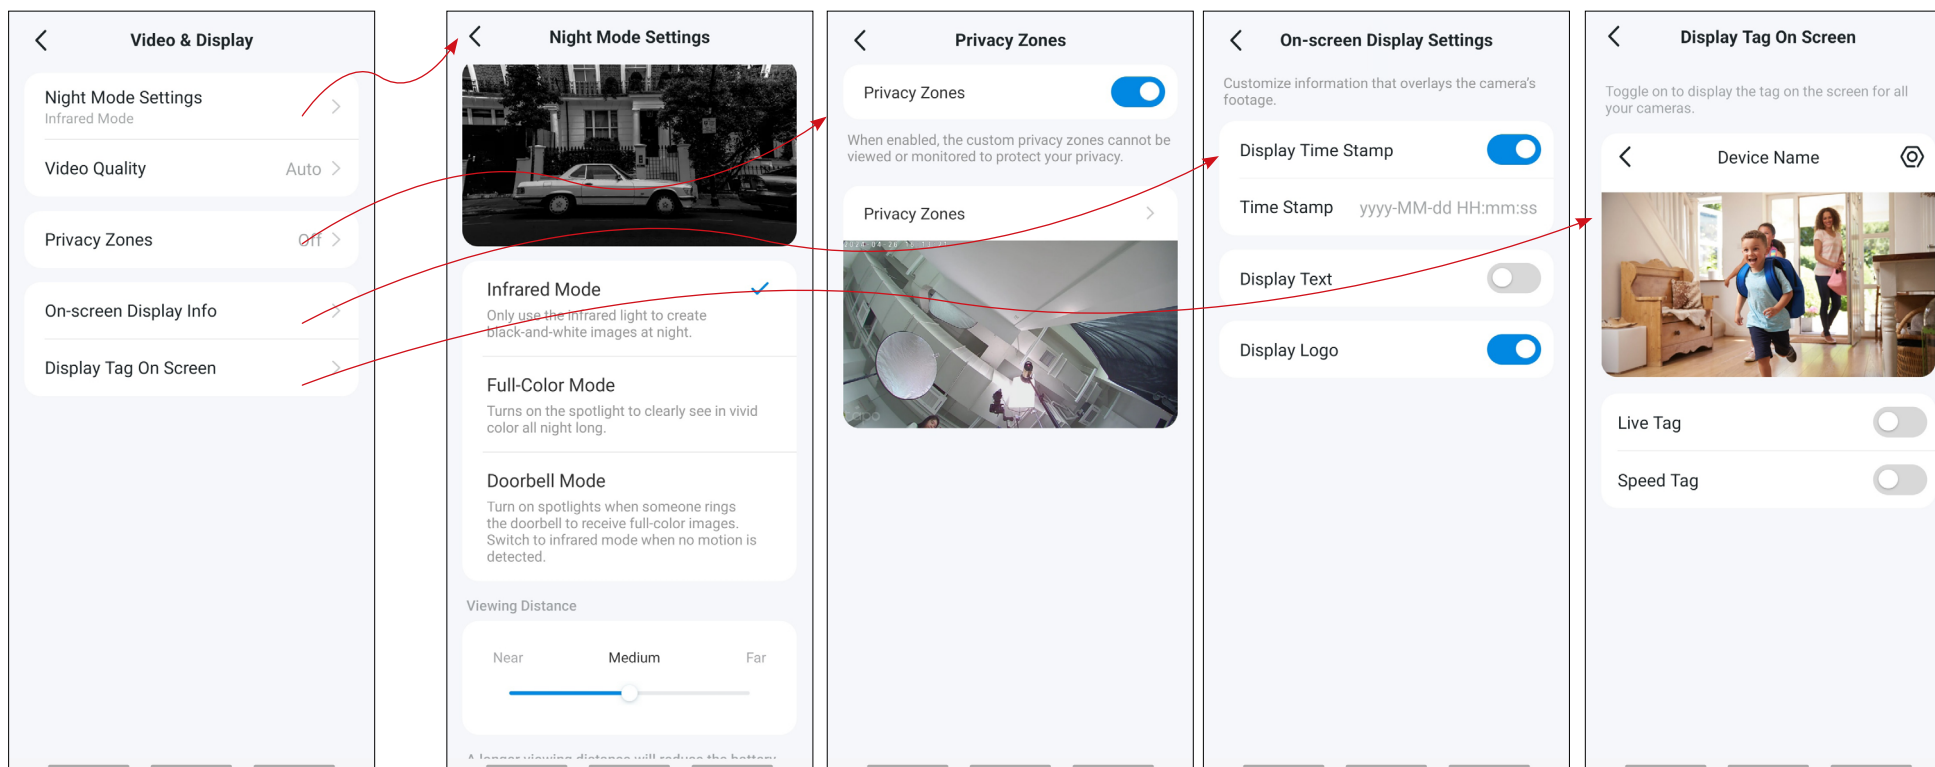 Video & Display
Night Mode Settings
Infrared Mode
Video Quality
Auto
Privacy Zones
Off
On-screen Display Info
Display Tag On Screen
Night Mode Settings
Infrared Mode
Only use the infrared light to create
black-and-white images at night.
Full-Color Mode
Turns on the spotlight to clearly see in vivid
color all night long.
Doorbell Mode
Turn on spotlights when someone rings
the doorbell to receive full-color images.
Switch to infrared mode when no motion is
detected.
Viewing Distance
Near
Medium
Far
A longer viewing distance will reduce the battery
Privacy Zones
Privacy Zones
When enabled, the custom privacy zones cannot be
viewed or monitored to protect your privacy.
Privacy Zones
tapo
On-screen Display Settings
Customize information that overlays the camera's
footage.
Display Time Stamp
Time Stamp
yyyy-MM-dd HH:mm:ss
Display Text
Display Logo
Display Tag On Screen
Toggle on to display the tag on the screen for all
your cameras.
Device Name
Live Tag
Speed Tag